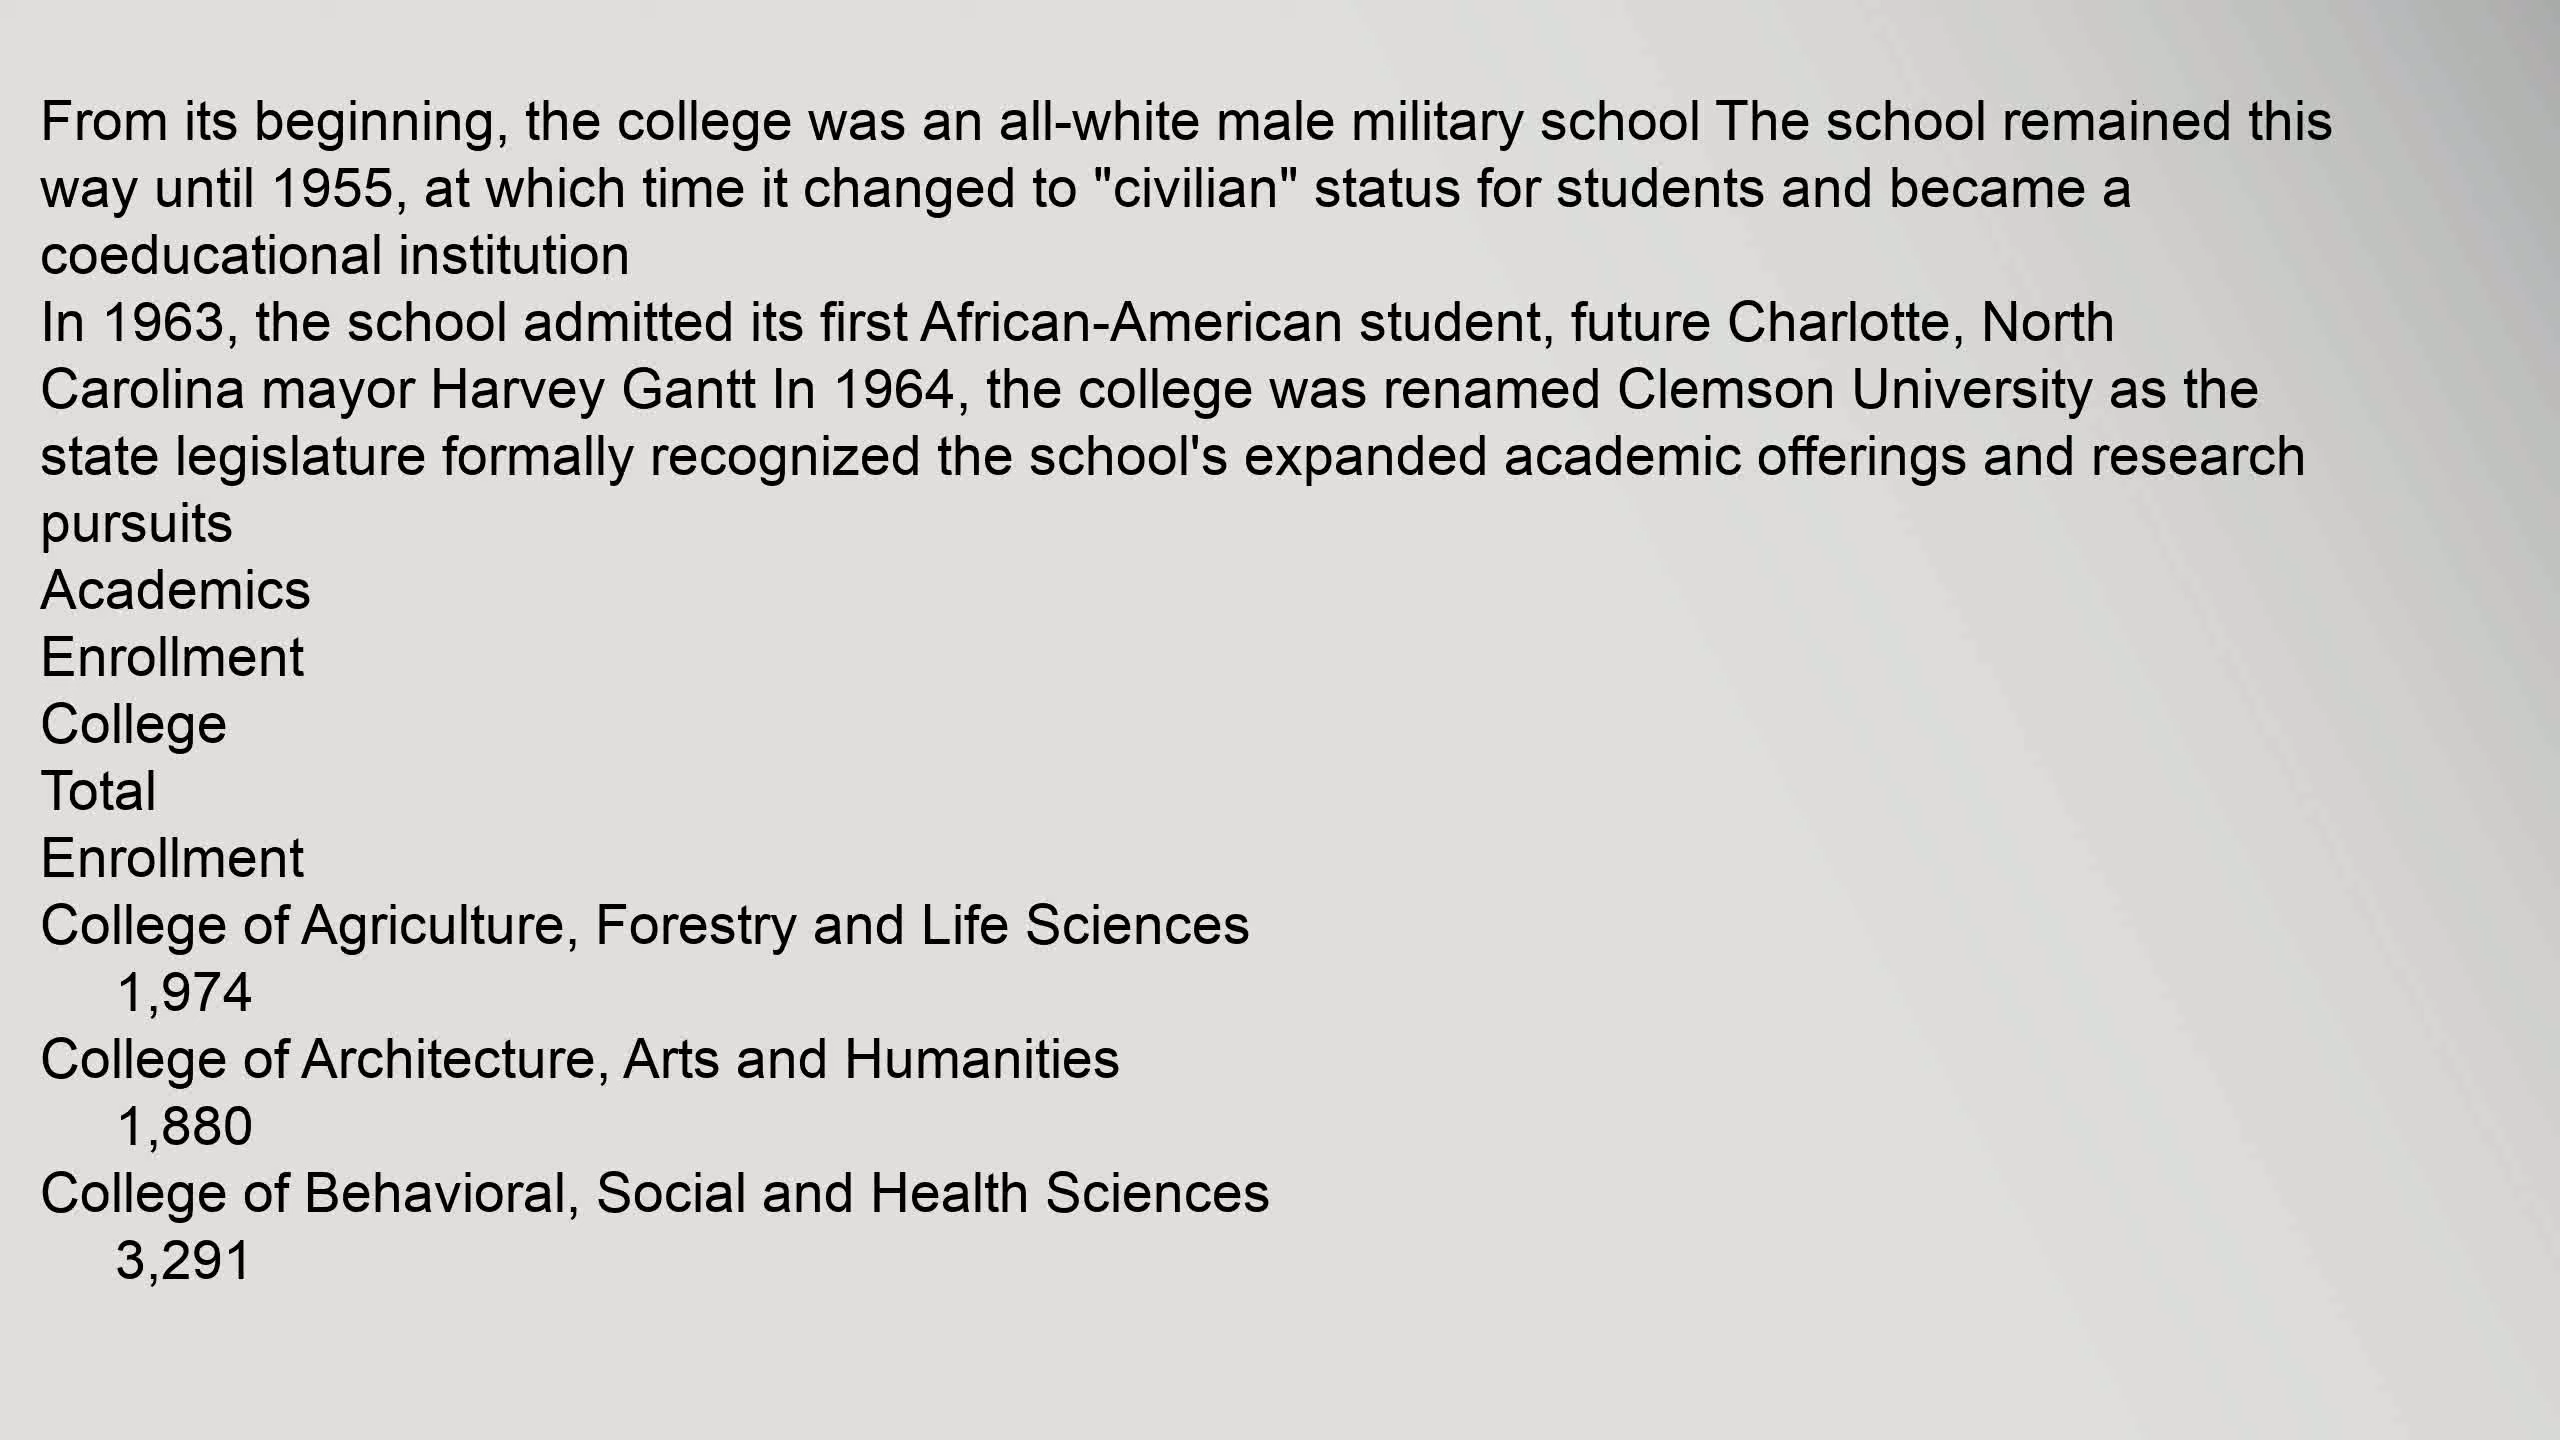 From its beginning, the college was an all-white male military school The school remained this
way until 1955, at which time it changed to "civilian" status for students and became a
coeducational institution
In 1963, the school admitted its first African-American student, future Charlotte, North
Carolina mayor Harvey Gantt In 1964, the college was renamed Clemson University as the
state legislature formally recognized the school's expanded academic offerings and research
pursuits
Academics
Enrollment
College
Total
Enrollment
College of Agriculture, Forestry and Life Sciences
1,974
College of Architecture, Arts and Humanities
1,880
College of Behavioral, Social and Health Sciences
3,291